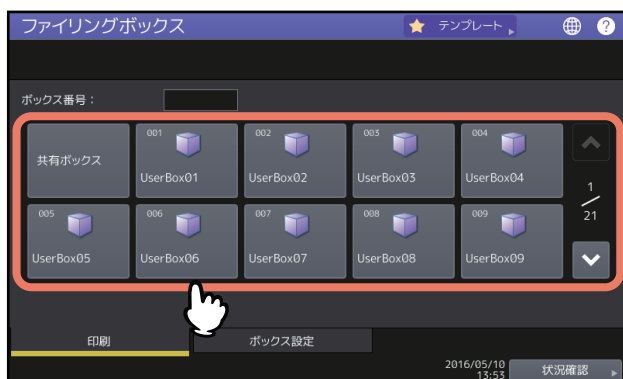 ファイリングボックス
テンプレート
?
ボックス番号：
共有ボックス
001
UserBox01
002
UserBox02
003
UserBox03
004
UserBox04
005
UserBox05
006
UserBox06
007
UserBox07
008
UserBox08
009
UserBox09
1
21
印刷
ボックス設定
2016/05/10
13:53
状況確認